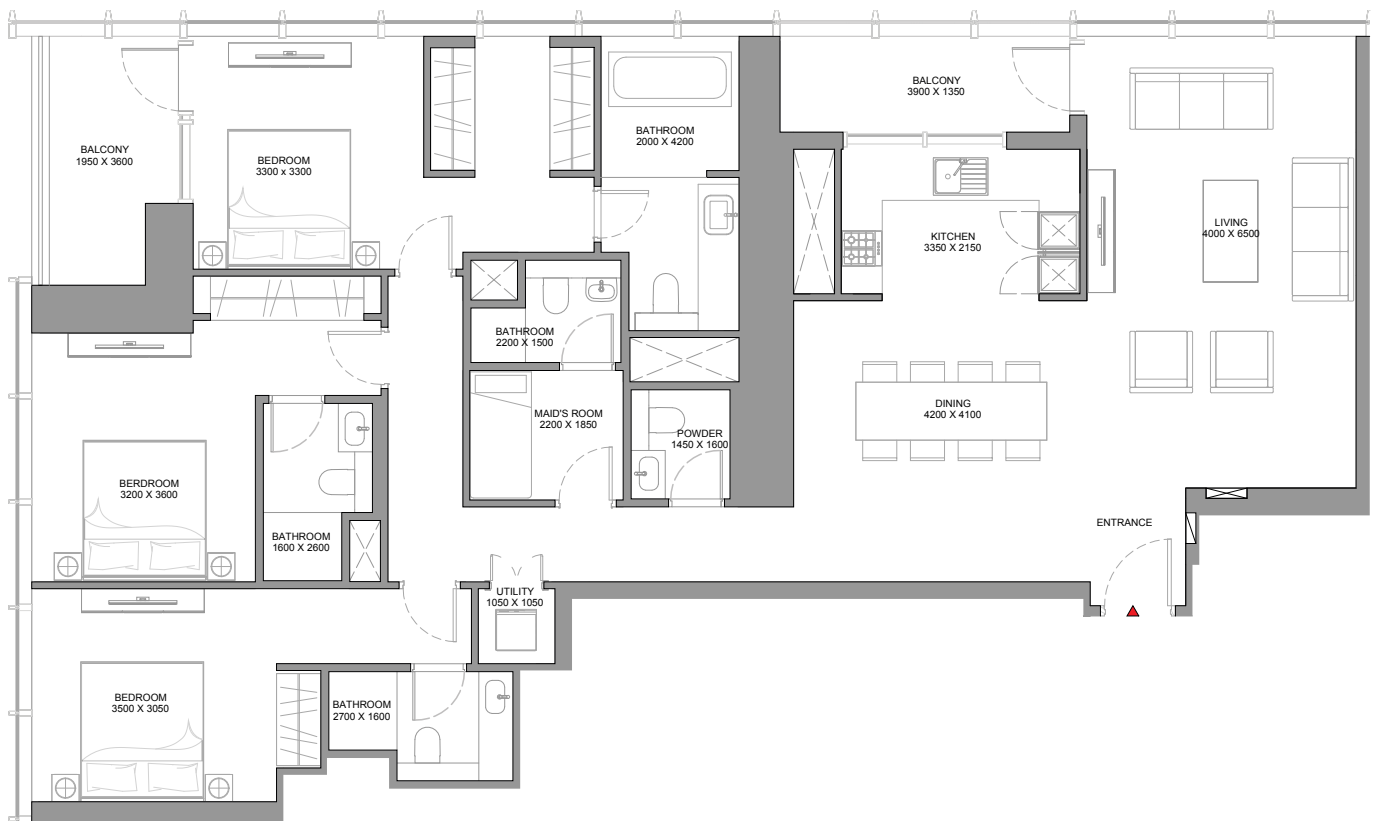 BALCONY
3900 X 1350
BATHROOM
2000 X 4200
BALCONY
1950 X 3600
BEDROOM
3300 x 3300
LIVING
4000 X 6500
KITCHEN
3350 X 2150
BATHROOM
2200 X 1500
MAID'S ROOM
2200 X 1850
DINING
4200 X 4100
POWDER
1450 X 1600
BERDROOM
3200 X 3600
ENTRANCE
BATHROOM
1600 X 2600
UTILITY
1050 X 1050
BEDROOM
3500 X 3050
BATHROOM
2700 X 1600